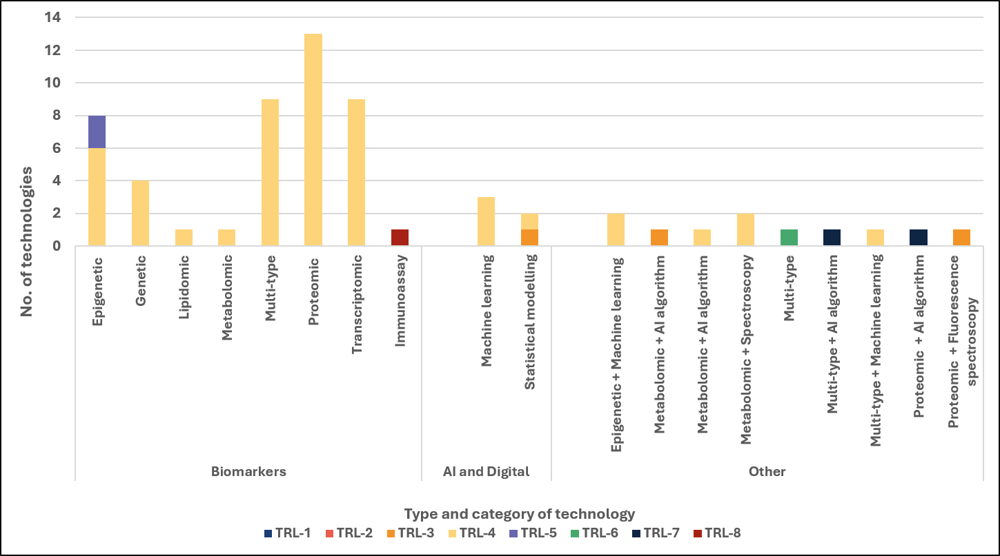 14
12
10
8
6
4
2
0
No. of technologies
Epigenetic
Genetic
Lipidomic
Metabolomic
Multi-type
Proteomic
Transcriptomic
Immunoassay
Machine learning
Statistical modelling
Epigenetic + Machine learning
Metabolomic + AI algorithm
Metabolomic + AI algorithm
Metabolomic + Spectroscopy
Multi-type
Multi-type + AI algorithm
Multi-type + Machine learning
Proteomic + AI algorithm
Proteomic + Fluorescence
spectroscopy
Biomarkers
AI and Digital
Other
Type and category of technology
TRL-1 TRL-2 TRL-3 TRL-4 TRL-5 TRL-6 TRL-7 TRL-8